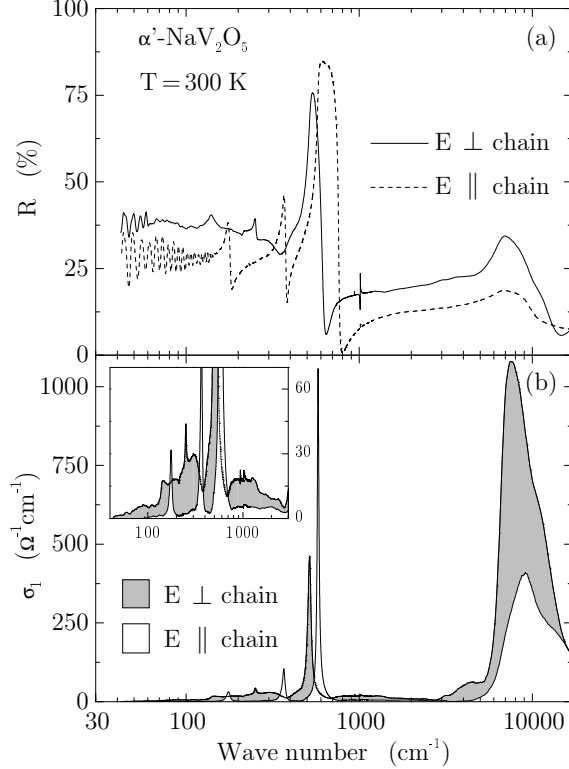 100
α'-NaV₂O₅
(a)
T = 300 K
75
R (%)
E ⊥ chain
50
E ∥ chain
25
0
(b)
1000
60
30
0
100
1000
750
σ₁ (Ω⁻¹cm⁻¹)
500
E ⊥ chain
250
E ∥ chain
0
30
100
1000
10000
Wave number (cm⁻¹)